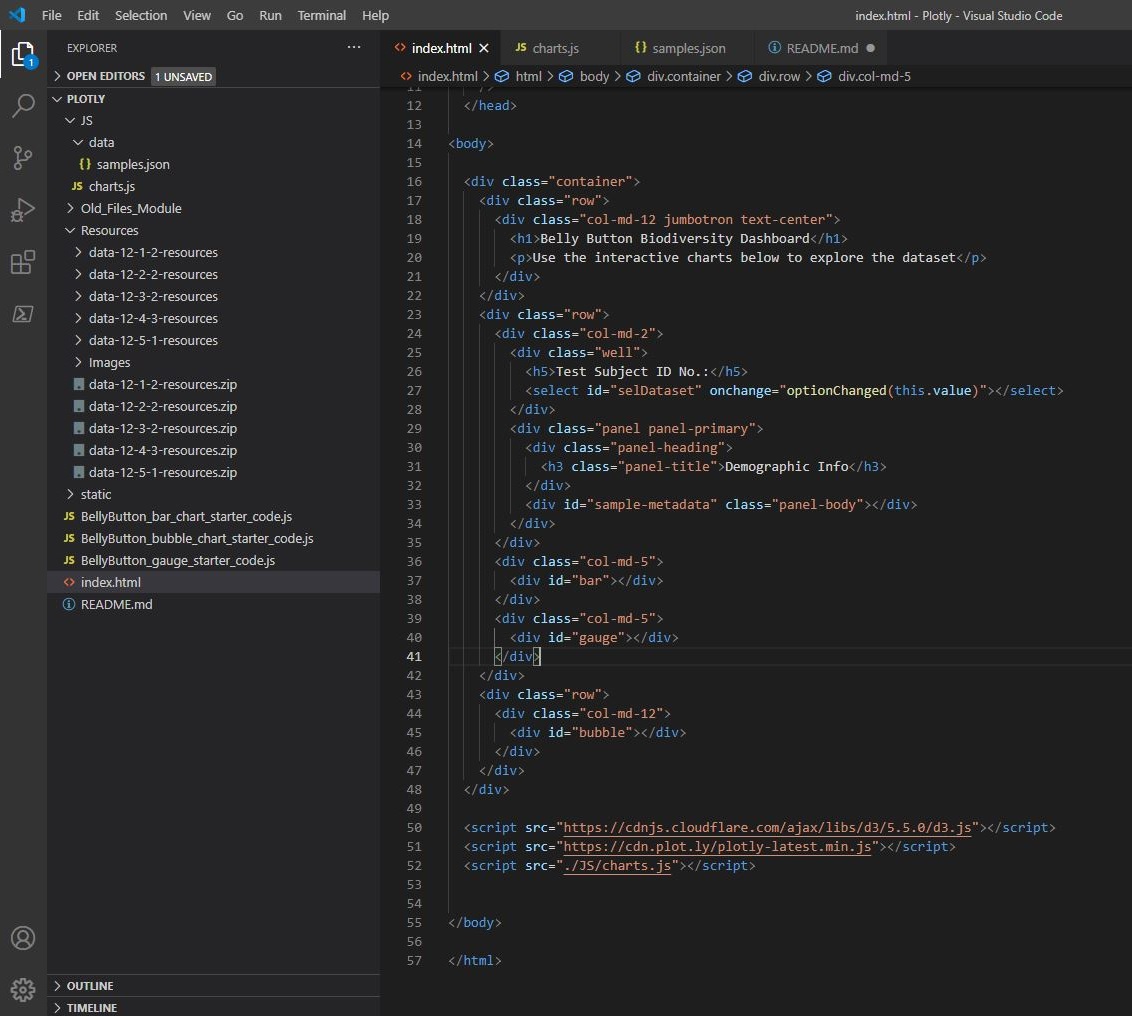 File Edit Selection View Go Run Terminal Help index.html - Plotly - Visual Studio Code
EXPLORER ...
index.html × JS charts.js {} samples.json README.md ●
> OPEN EDITORS 1 UNSAVED
index.html > html > body > div.container > div.row > div.col-md-5
PLOTLY
JS
data
{} samples.json
JS charts.js
> Old_Files_Module
Resources
> data-12-1-2-resources
> data-12-2-2-resources
> data-12-3-2-resources
> data-12-4-3-resources
> data-12-5-1-resources
> Images
data-12-1-2-resources.zip
data-12-2-2-resources.zip
data-12-3-2-resources.zip
data-12-4-3-resources.zip
data-12-5-1-resources.zip
> static
JS BellyButton_bar_chart_starter_code.js
JS BellyButton_bubble_chart_starter_code.js
JS BellyButton_gauge_starter_code.js
<> index.html
README.md
1
> OUTLINE
> TIMELINE
11 />
12 </head>
13
14 <body>
15
16 <div class="container">
17 <div class="row">
18 <div class="col-md-12 jumbotron text-center">
19 <h1>Belly Button Biodiversity Dashboard</h1>
20 <p>Use the interactive charts below to explore the dataset</p>
21 </div>
22 </div>
23 <div class="row">
24 <div class="col-md-2">
25 <div class="well">
26 <h5>Test Subject ID No.:</h5>
27 <select id="selDataset" onchange="optionChanged(this.value)"></select>
28 </div>
29 <div class="panel panel-primary">
30 <div class="panel-heading">
31 <h3 class="panel-title">Demographic Info</h3>
32 </div>
33 <div id="sample-metadata" class="panel-body"></div>
34 </div>
35 </div>
36 <div class="col-md-5">
37 <div id="bar"></div>
38 </div>
39 <div class="col-md-5">
40 <div id="gauge"></div>
41 </div>
42 </div>
43 <div class="row">
44 <div class="col-md-12">
45 <div id="bubble"></div>
46 </div>
47 </div>
48 </div>
49
50 <script src="https://cdnjs.cloudflare.com/ajax/libs/d3/5.5.0/d3.js"></script>
51 <script src="https://cdn.plot.ly/plotly-latest.min.js"></script>
52 <script src="./JS/charts.js"></script>
53
54
55 </body>
56
57 </html>